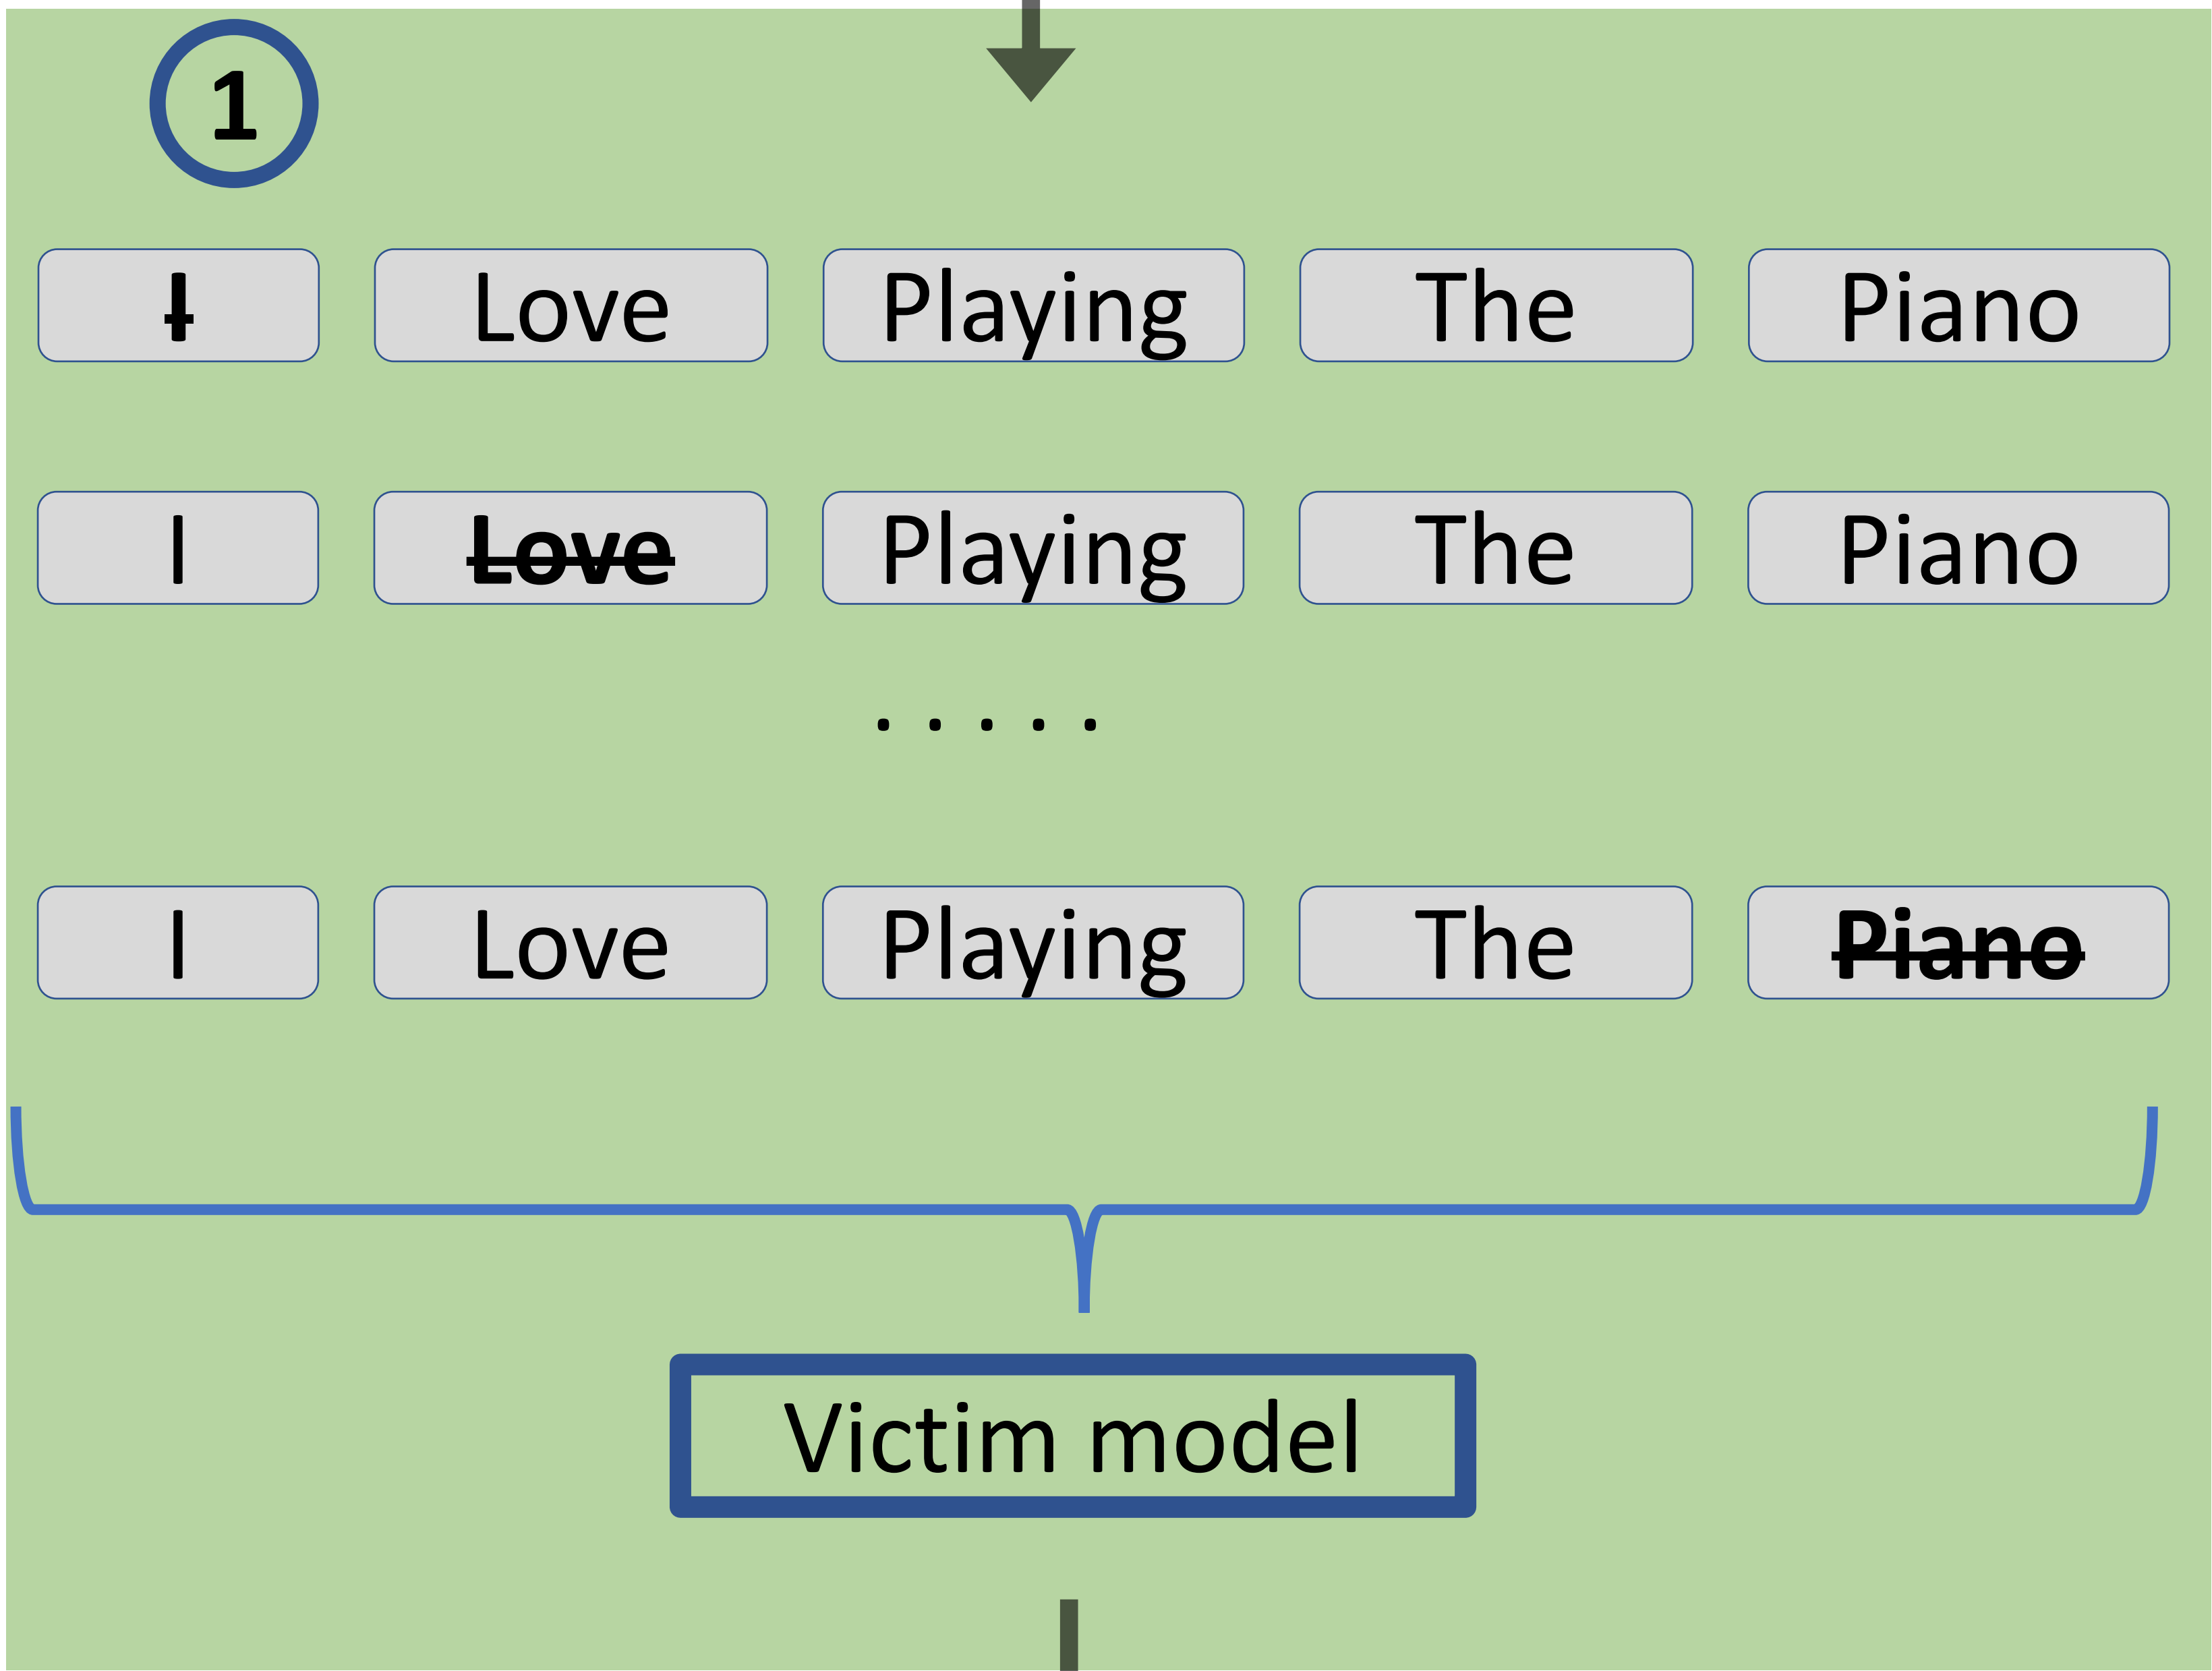 1
I Love Playing The Piano
I Love Playing The Piano
. . . . .
I Love Playing The Piano
Victim model